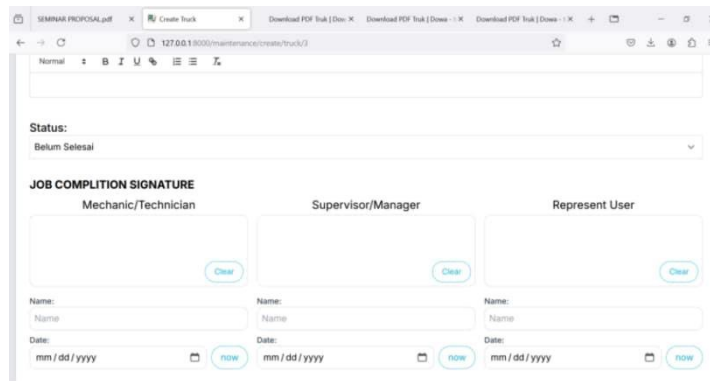 SEMINAR PROPOSAL.pdf
Create Truck
Download PDF Truk | Dow
Download PDF Truk | Dowa -
Download PDF Truk | Dowa -
127.0.0.1:8000/maintenance/create/truck/3
Normal B I U
Status:
Belum Selesai
JOB COMPLITION SIGNATURE
Mechanic/Technician Supervisor/Manager Represent User
Clear Clear Clear
Name: Name: Name:
Name Name Name
Date: Date: Date:
mm/dd/yyyy now mm/dd/yyyy now mm/dd/yyyy now